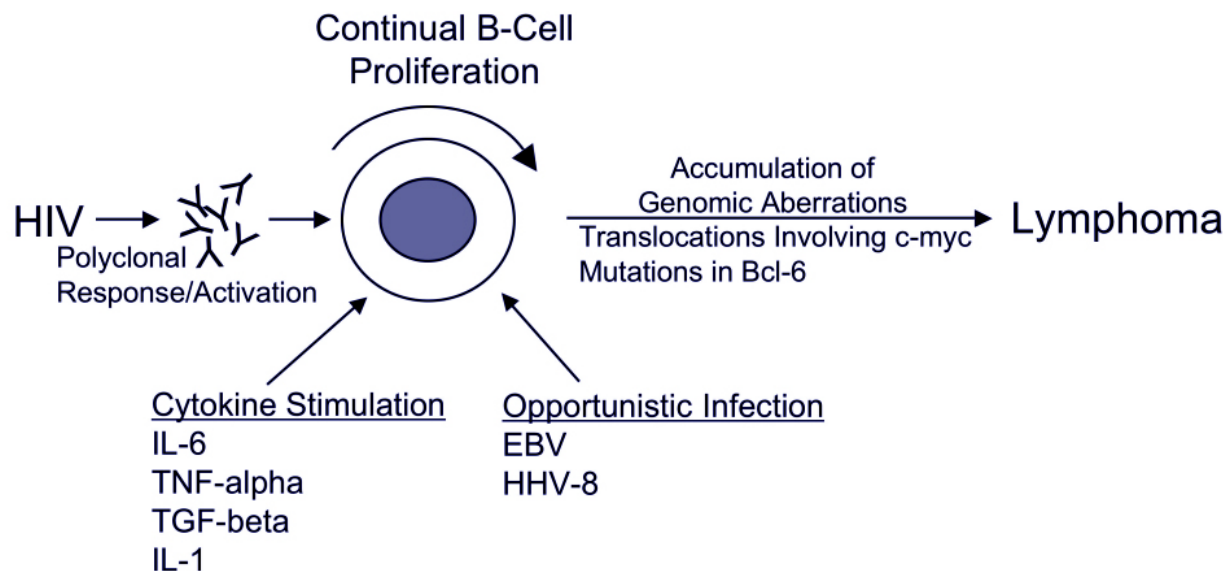 Continual B-Cell
Proliferation
HIV
Polyclonal
Response/Activation
Accumulation of
Genomic Aberrations
Translocations Involving c-myc
Mutations in Bcl-6
Lymphoma
Cytokine Stimulation
IL-6
TNF-alpha
TGF-beta
IL-1
Opportunistic Infection
EBV
HHV-8